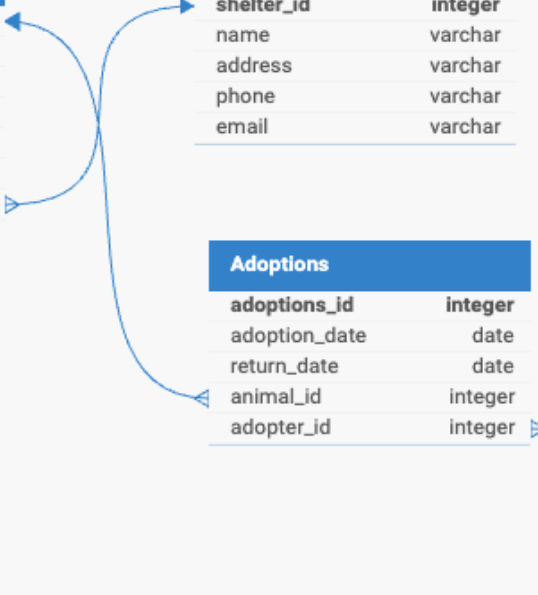 shelter_id integer
name varchar
address varchar
phone varchar
email varchar
Adoptions
adoptions_id integer
adoption_date date
return_date date
animal_id integer
adopter_id integer